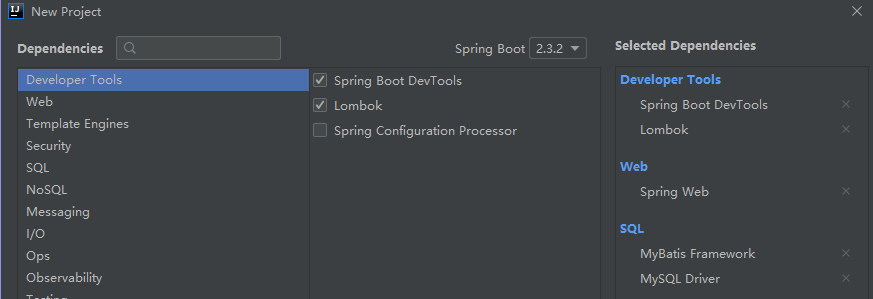 New Project
Dependencies
Spring Boot 2.3.2
Selected Dependencies
Developer Tools
Web
Template Engines
Security
SQL
NoSQL
Messaging
I/O
Ops
Observability
Testing
Spring Boot DevTools
Lombok
Spring Configuration Processor
Developer Tools
Spring Boot DevTools
Lombok
Web
Spring Web
SQL
MyBatis Framework
MySQL Driver